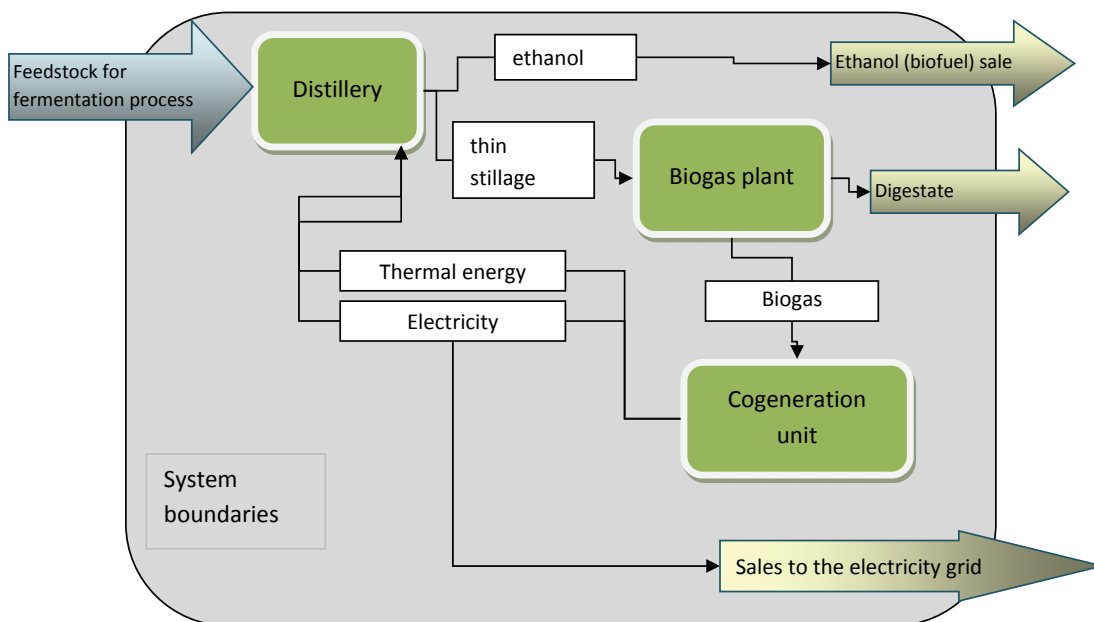 Feedstock for
fermentation process
Distillery
ethanol
Ethanol (biofuel) sale
thin
stillage
Biogas plant
Digestate
Thermal energy
Biogas
Electricity
Cogeneration
unit
System
boundaries
Sales to the electricity grid